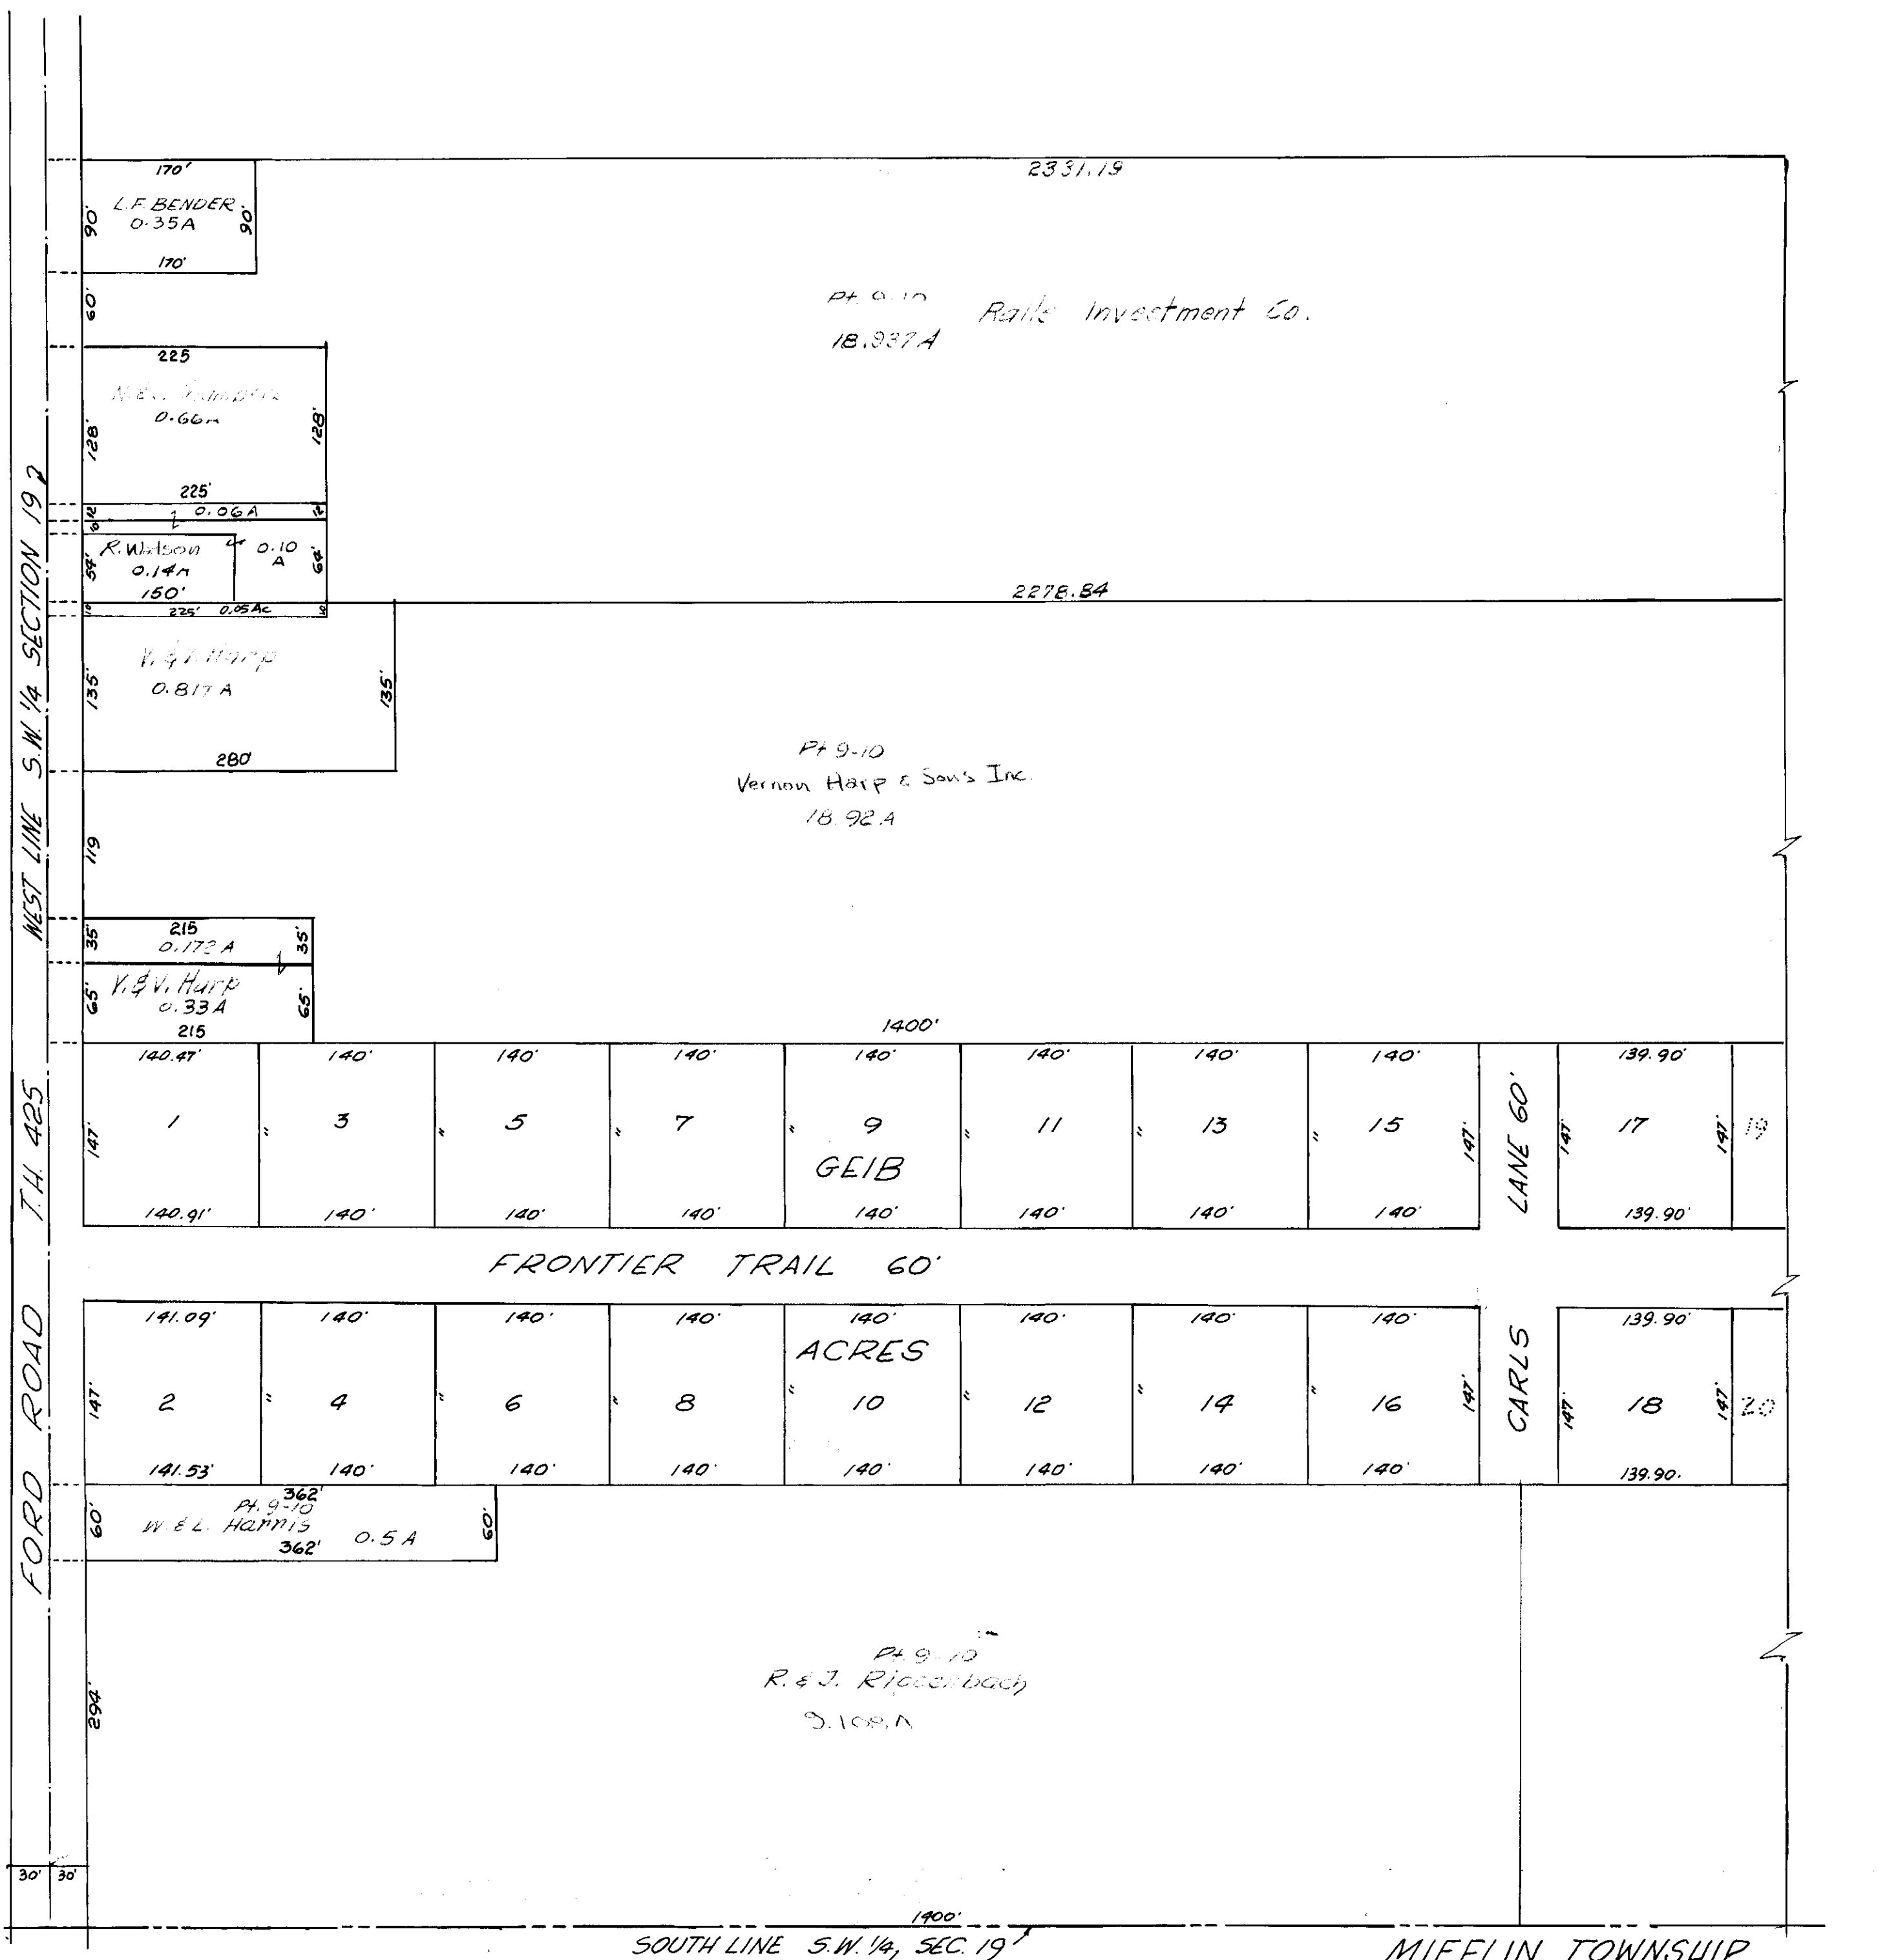 2331.19
170'
L.F. BENDER
0.35A
90'
90'
170'
60'
Pt. 9-10
Investment Co.
18.937A
225
0.66A
128'
128'
225'
12
0.06A
12
10
R. Watson
0.14A
54'
150'
0.10
A
64'
2278.84
10
225'
0.05 Ac
10
V. & V. Harp
0.817 A
135'
135'
280'
Pt 9-10
Vernon Harp & Son's Inc.
18.92 A
119
215
0.172 A
35'
35'
V. & V. Harp
0.33 A
65'
65'
215
1400'
140.47' 140' 140' 140' 140' 140' 140' 140' 139.90'
147' 1 " 3 " 5 " 7 " 9 " 11 " 13 " 15 147' 147' 17 147' 19
GEIB
140.91' 140' 140' 140' 140' 140' 140' 140' 139.90'
FRONTIER TRAIL 60'
CARLS LANE 60'
141.09' 140' 140' 140' 140' 140' 140' 140' 139.90'
ACRES
147' 2 " 4 " 6 " 8 " 10 " 12 " 14 " 16 147' 147' 18 147' 20
141.53' 140' 140' 140' 140' 140' 140' 140' 139.90'
362'
Pt. 9-10
W. & L. Harris
0.5 A
60'
60'
362'
Pt. 9-10
R. & J.
9.108A
294'
30' 30'
FORD ROAD T.H. 425
WEST LINE S.W. 1/4 SECTION 19
1400'
SOUTH LINE S.W. 1/4, SEC. 19
MIFFLIN TOWNSHIP